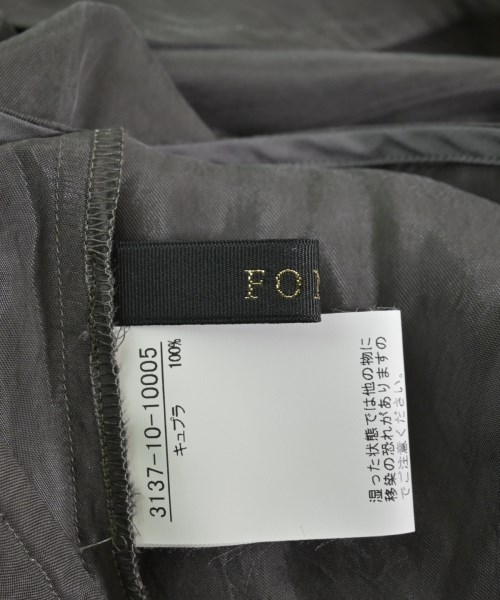 FO
3137-10-10005
キュプラ 100%
湿った状態では他の物に
移染の恐れがありますの
でご注意ください。